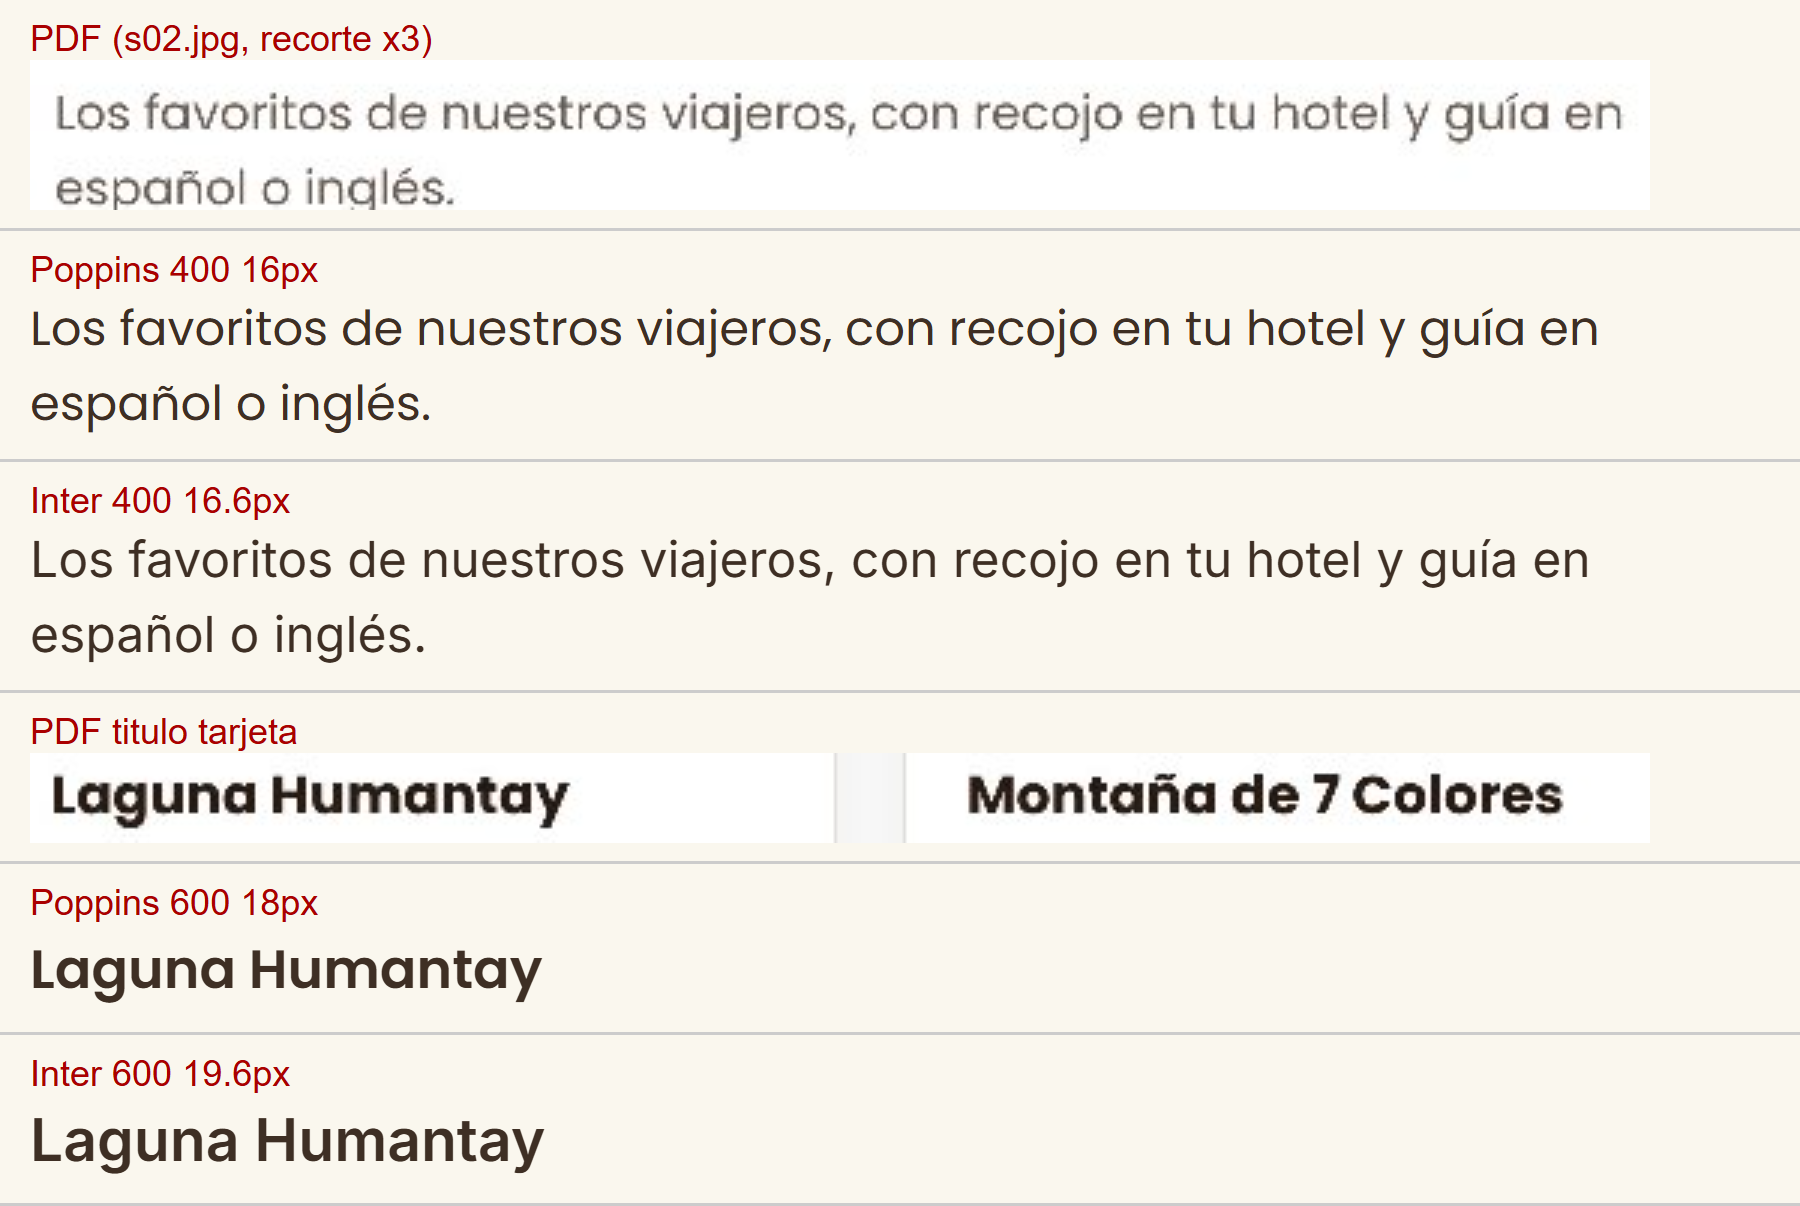 PDF (s02.jpg, recorte x3)
Los favoritos de nuestros viajeros, con recojo en tu hotel y guía en
español o inglés.
Poppins 400 16px
Los favoritos de nuestros viajeros, con recojo en tu hotel y guía en
español o inglés.
Inter 400 16.6px
Los favoritos de nuestros viajeros, con recojo en tu hotel y guía en
español o inglés.
PDF titulo tarjeta
Laguna Humantay Montaña de 7 Colores
Poppins 600 18px
Laguna Humantay
Inter 600 19.6px
Laguna Humantay